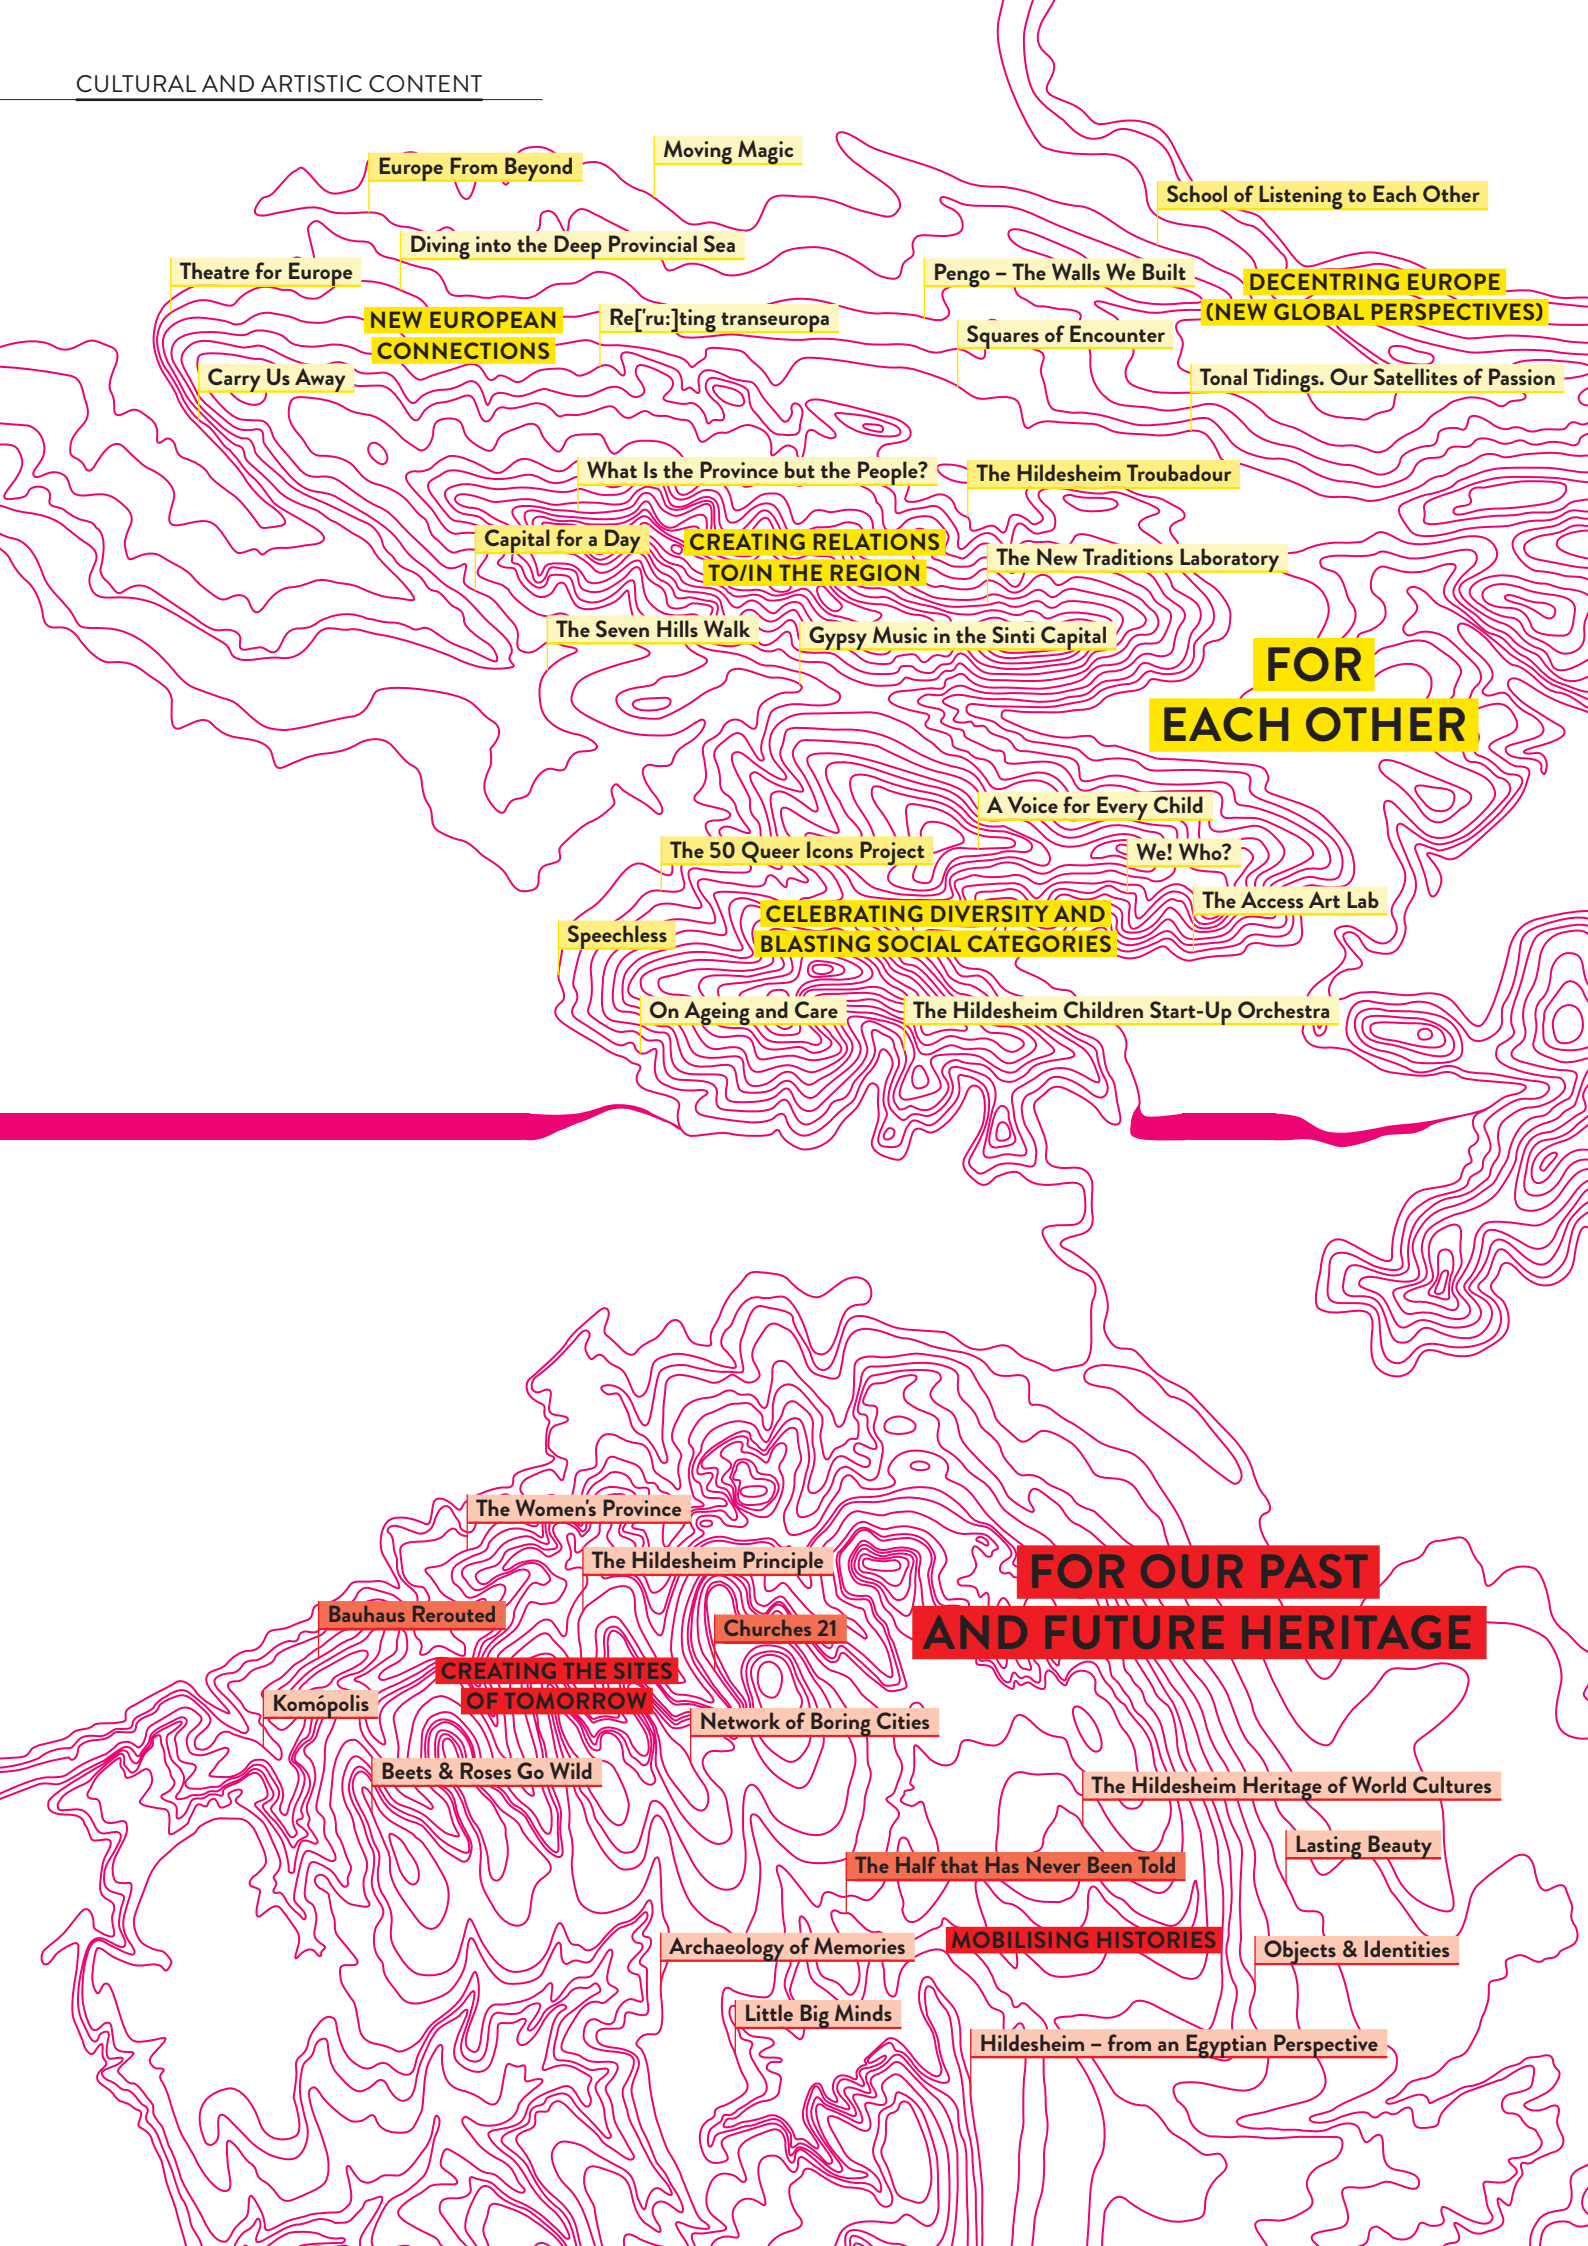 CULTURAL AND ARTISTIC CONTENT
Moving Magic
Europe From Beyond
School of Listening to Each Other
Diving into the Deep Provincial Sea
Theatre for Europe
Pengo – The Walls We Built
DECENTRING EUROPE
(NEW GLOBAL PERSPECTIVES)
NEW EUROPEAN
CONNECTIONS
Re['ru:]ting transeuropa
Squares of Encounter
Carry Us Away
Tonal Tidings. Our Satellites of Passion
What Is the Province but the People?
The Hildesheim Troubadour
Capital for a Day
CREATING RELATIONS
TO/IN THE REGION
The New Traditions Laboratory
The Seven Hills Walk
Gypsy Music in the Sinti Capital
FOR
EACH OTHER
A Voice for Every Child
The 50 Queer Icons Project
We! Who?
The Access Art Lab
CELEBRATING DIVERSITY AND
BLASTING SOCIAL CATEGORIES
Speechless
On Ageing and Care
The Hildesheim Children Start-Up Orchestra
The Women's Province
The Hildesheim Principle
FOR OUR PAST
AND FUTURE HERITAGE
Bauhaus Rerouted
Churches 21
CREATING THE SITES
OF TOMORROW
Komópolis
Network of Boring Cities
Beets & Roses Go Wild
The Hildesheim Heritage of World Cultures
Lasting Beauty
The Half that Has Never Been Told
Archaeology of Memories
MOBILISING HISTORIES
Objects & Identities
Little Big Minds
Hildesheim – from an Egyptian Perspective